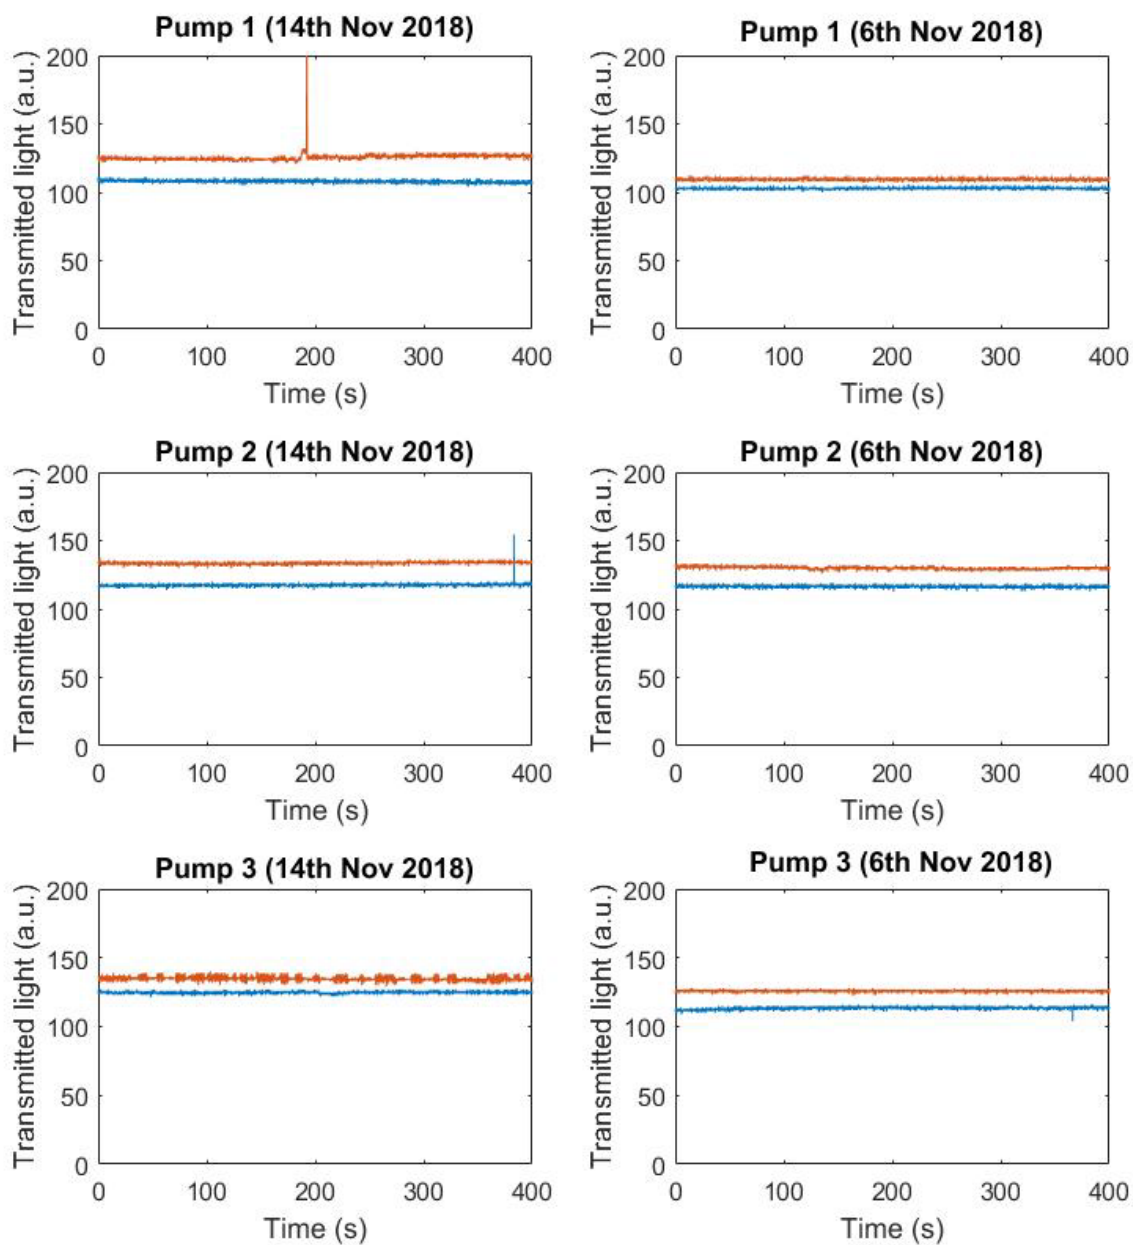 Pump 1 (14th Nov 2018)
200
150
100
50
0
Transmitted light (a.u.)
0 100 200 300 400
Time (s)
Pump 1 (6th Nov 2018)
200
150
100
50
0
Transmitted light (a.u.)
0 100 200 300 400
Time (s)
Pump 2 (14th Nov 2018)
200
150
100
50
0
Transmitted light (a.u.)
0 100 200 300 400
Time (s)
Pump 2 (6th Nov 2018)
200
150
100
50
0
Transmitted light (a.u.)
0 100 200 300 400
Time (s)
Pump 3 (14th Nov 2018)
200
150
100
50
0
Transmitted light (a.u.)
0 100 200 300 400
Time (s)
Pump 3 (6th Nov 2018)
200
150
100
50
0
Transmitted light (a.u.)
0 100 200 300 400
Time (s)